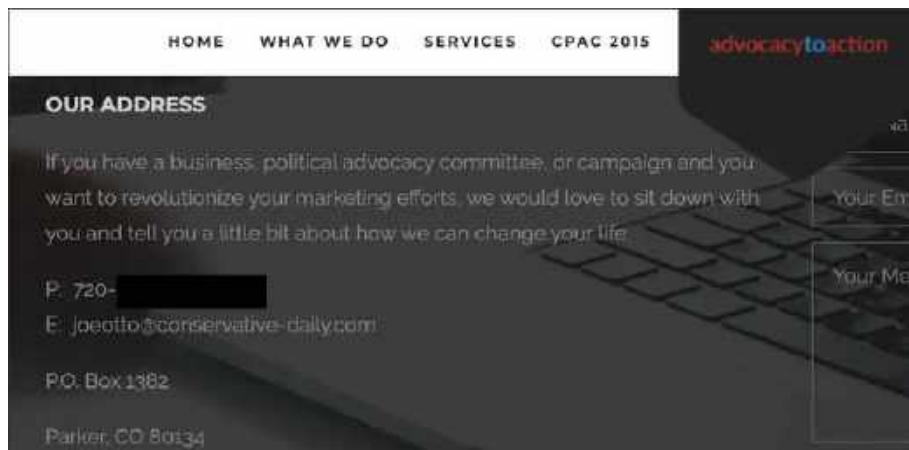 HOME WHAT WE DO SERVICES CPAC 2015 advocacytoaction
OUR ADDRESS
If you have a business, political advocacy committee, or campaign and you
want to revolutionize your marketing efforts, we would love to sit down with
you and tell you a little bit about how we can change your life.
P: 720-
E: joeotto@conservative-daily.com
P.O. Box 1382
Parker, CO 80134
Your Em
Your Me